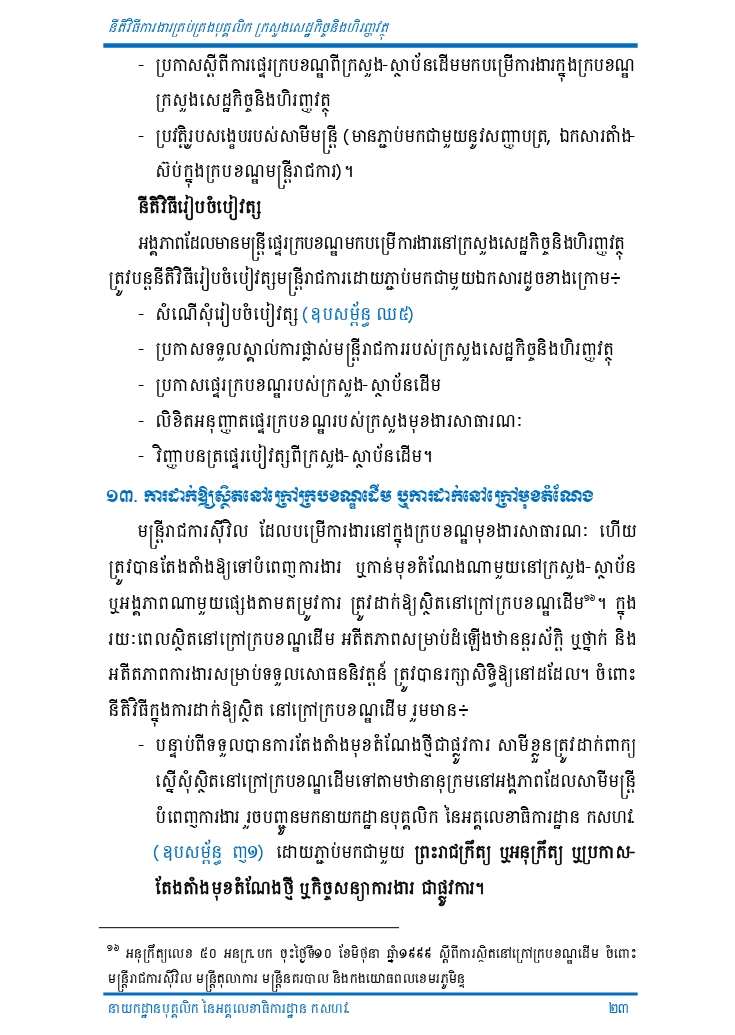 នីតិវិធីការងារគ្រប់គ្រងបុគ្គលិក ក្រសួងសេដ្ឋកិច្ចនិងហិរញ្ញវត្ថុ
- ប្រកាសស្តីពីការផ្ទេរក្របខណ្ឌពីក្រសួង-ស្ថាប័នដើមមកបម្រើការងារក្នុងក្របខណ្ឌ
ក្រសួងសេដ្ឋកិច្ចនិងហិរញ្ញវត្ថុ
- ប្រវត្តិរូបសង្ខេបរបស់សាមីមន្ត្រី (មានភ្ជាប់មកជាមួយនូវសញ្ញាបត្រ, ឯកសារតាំង-
ស៊ប់ក្នុងក្របខណ្ឌមន្ត្រីរាជការ)។
នីតិវិធីរៀបចំបៀវត្ស
អង្គភាពដែលមានមន្ត្រីផ្ទេរក្របខណ្ឌមកបម្រើការងារនៅក្រសួងសេដ្ឋកិច្ចនិងហិរញ្ញវត្ថុ
ត្រូវបន្តនីតិវិធីរៀបចំបៀវត្សមន្ត្រីរាជការដោយភ្ជាប់មកជាមួយឯកសារដូចខាងក្រោម÷
- សំណើសុំរៀបចំបៀវត្ស (ឧបសម្ព័ន្ធ ឈ៥)
- ប្រកាសទទួលស្គាល់ការផ្លាស់មន្ត្រីរាជការរបស់ក្រសួងសេដ្ឋកិច្ចនិងហិរញ្ញវត្ថុ
- ប្រកាសផ្ទេរក្របខណ្ឌរបស់ក្រសួង-ស្ថាប័នដើម
- លិខិតអនុញ្ញាតផ្ទេរក្របខណ្ឌរបស់ក្រសួងមុខងារសាធារណៈ
- វិញ្ញាបនត្រផ្ទេរបៀវត្សពីក្រសួង-ស្ថាប័នដើម។
១៣. ការដាក់ឱ្យស្ថិតនៅក្រៅក្របខណ្ឌដើម ឬការដាក់នៅក្រៅមុខតំណែង
មន្ត្រីរាជការស៊ីវិល ដែលបម្រើការងារនៅក្នុងក្របខណ្ឌមុខងារសាធារណៈ ហើយ
ត្រូវបានតែងតាំងឱ្យទៅបំពេញការងារ ឬកាន់មុខតំណែងណាមួយនៅក្រសួង-ស្ថាប័ន
ឬអង្គភាពណាមួយផ្សេងតាមតម្រូវការ ត្រូវដាក់ឱ្យស្ថិតនៅក្រៅក្របខណ្ឌដើម១៦។ ក្នុង
រយៈពេលស្ថិតនៅក្រៅក្របខណ្ឌដើម អតីតភាពសម្រាប់ដំឡើងឋានន្តរស័ក្តិ ឬថ្នាក់ និង
អតីតភាពការងារសម្រាប់ទទួលសោធននិវត្តន៍ ត្រូវបានរក្សាសិទ្ធិឱ្យនៅដដែល។ ចំពោះ
នីតិវិធីក្នុងការដាក់ឱ្យស្ថិត នៅក្រៅក្របខណ្ឌដើម រួមមាន÷
- បន្ទាប់ពីទទួលបានការតែងតាំងមុខតំណែងថ្មីជាផ្លូវការ សាមីខ្លួនត្រូវដាក់ពាក្យ
ស្នើសុំស្ថិតនៅក្រៅក្របខណ្ឌដើមទៅតាមឋានានុក្រមនៅអង្គភាពដែលសាមីមន្ត្រី
បំពេញការងារ រួចបញ្ជូនមកនាយកដ្ឋានបុគ្គលិក នៃអគ្គលេខាធិការដ្ឋាន កសហវ.
(ឧបសម្ព័ន្ធ ញ១) ដោយភ្ជាប់មកជាមួយ ព្រះរាជក្រឹត្យ ឬអនុក្រឹត្យ ឬប្រកាស-
តែងតាំងមុខតំណែងថ្មី ឬកិច្ចសន្យាការងារ ជាផ្លូវការ។
១៦ អនុក្រឹត្យលេខ ៥០ អនក្រ.បក ចុះថ្ងៃទី១០ ខែមិថុនា ឆ្នាំ១៩៩៩ ស្តីពីការស្ថិតនៅក្រៅក្របខណ្ឌដើម ចំពោះ
មន្ត្រីរាជការស៊ីវិល មន្ត្រីតុលាការ មន្ត្រីនគរបាល និងកងយោធពលខេមរភូមិន្ទ
នាយកដ្ឋានបុគ្គលិក នៃអគ្គលេខាធិការដ្ឋាន កសហវ. ២៣